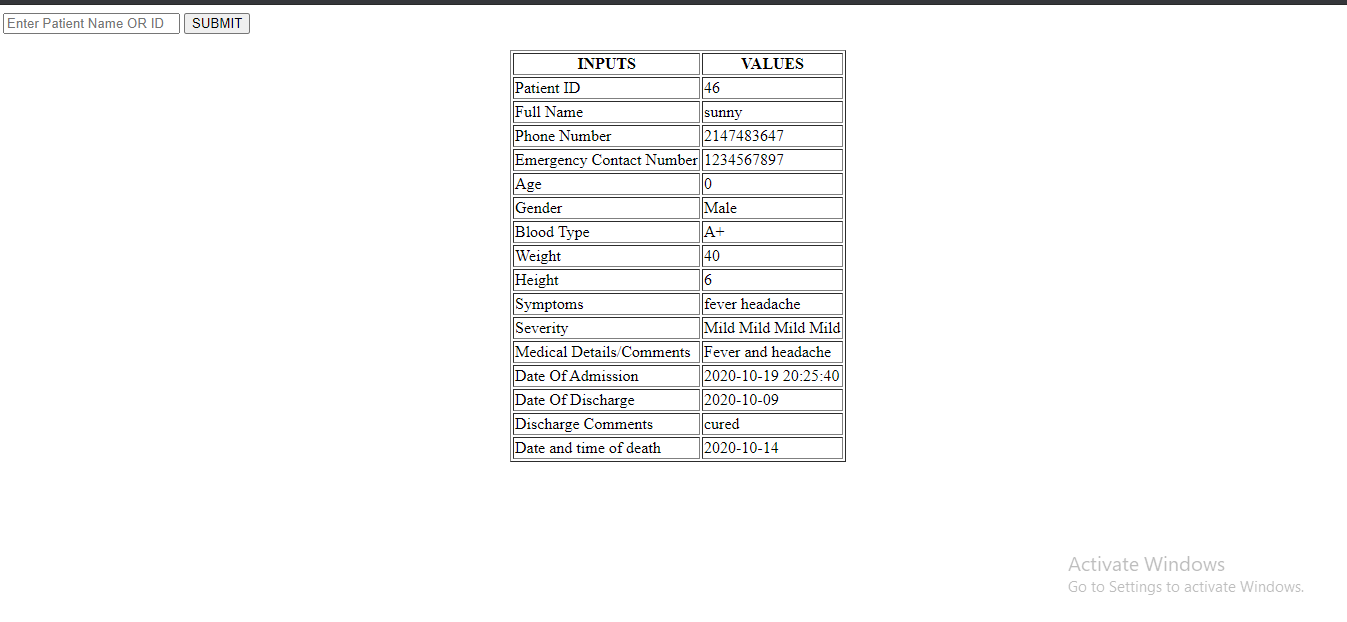 Enter Patient Name OR ID SUBMIT
INPUTS VALUES
Patient ID 46
Full Name sunny
Phone Number 2147483647
Emergency Contact Number 1234567897
Age 0
Gender Male
Blood Type A+
Weight 40
Height 6
Symptoms fever headache
Severity Mild Mild Mild Mild
Medical Details/Comments Fever and headache
Date Of Admission 2020-10-19 20:25:40
Date Of Discharge 2020-10-09
Discharge Comments cured
Date and time of death 2020-10-14
Activate Windows
Go to Settings to activate Windows.